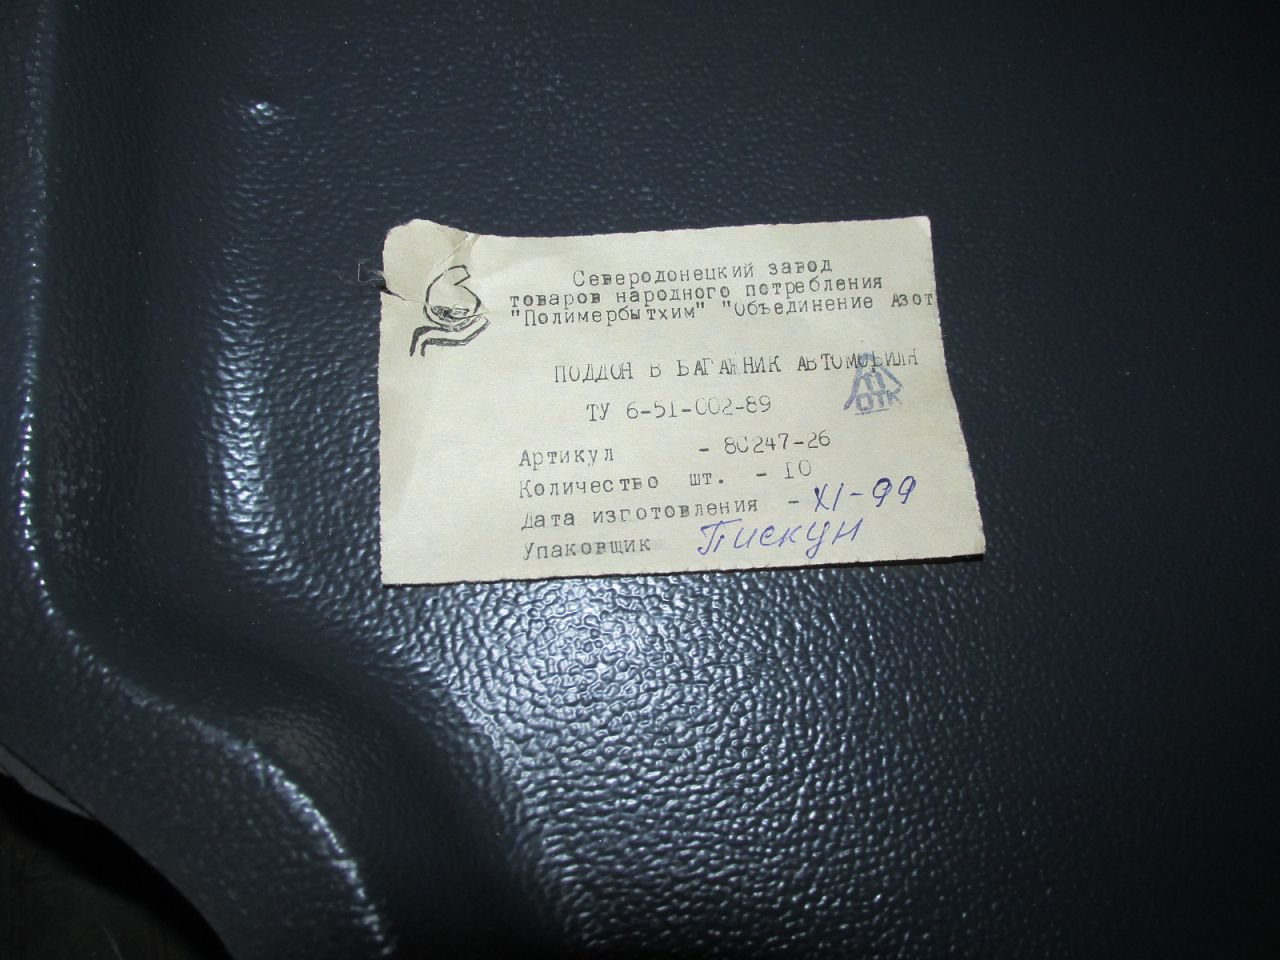 Северодонецкий завод
товаров народного потребления
"Полимербытхим" "Объединение Азот
ПОДДОН В БАГАЖНИК АВТОМОБИЛЯ
ОТК
ТУ 6-51-002-89
Артикул - 80247-26
Количество шт. - 10
Дата изготовления - XI-99
Упаковщик Пискун